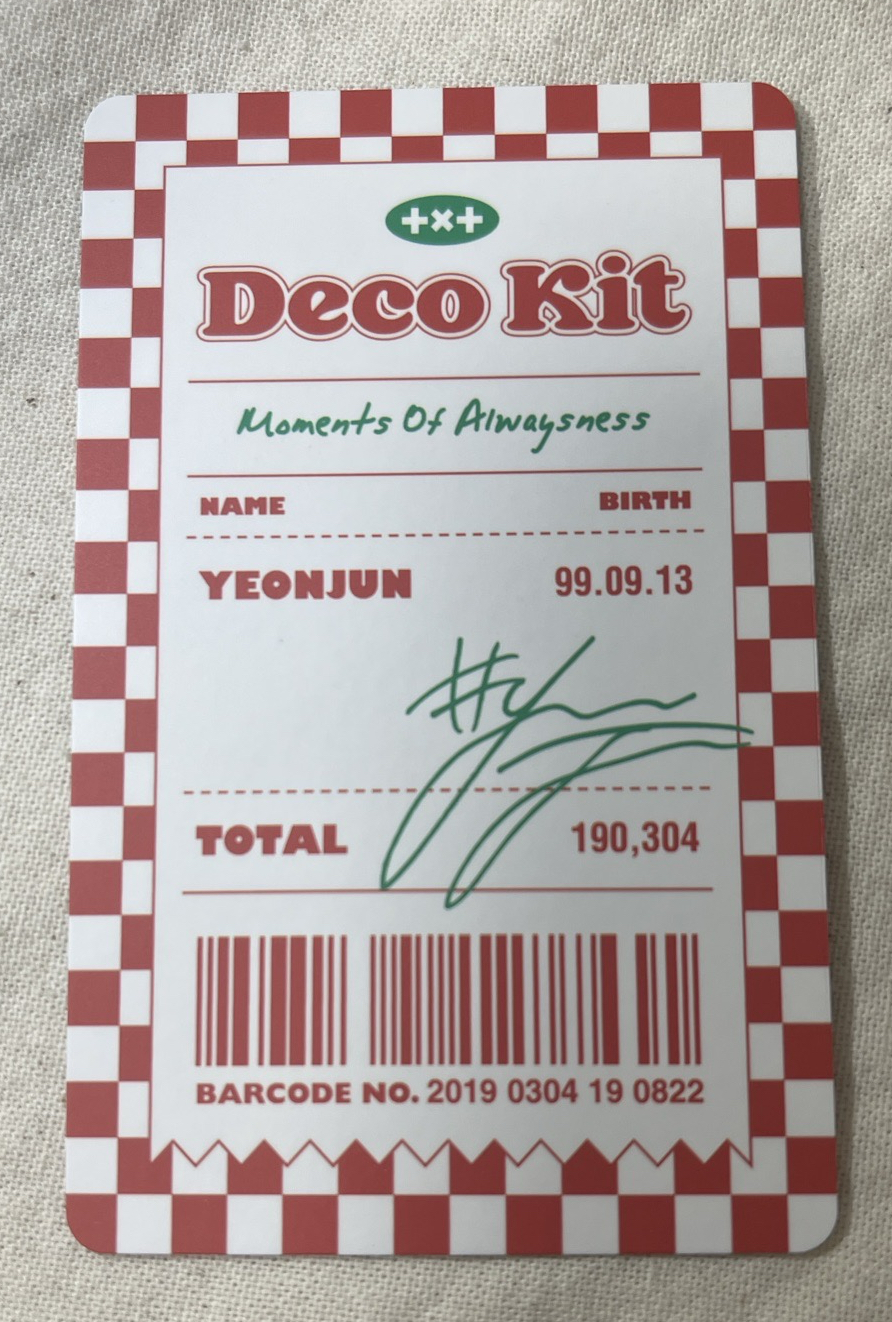 +x+
Deco Kit
Moments Of Alwaysness
NAME BIRTH
YEONJUN 99.09.13
TOTAL 190,304
BARCODE NO. 2019 0304 19 0822